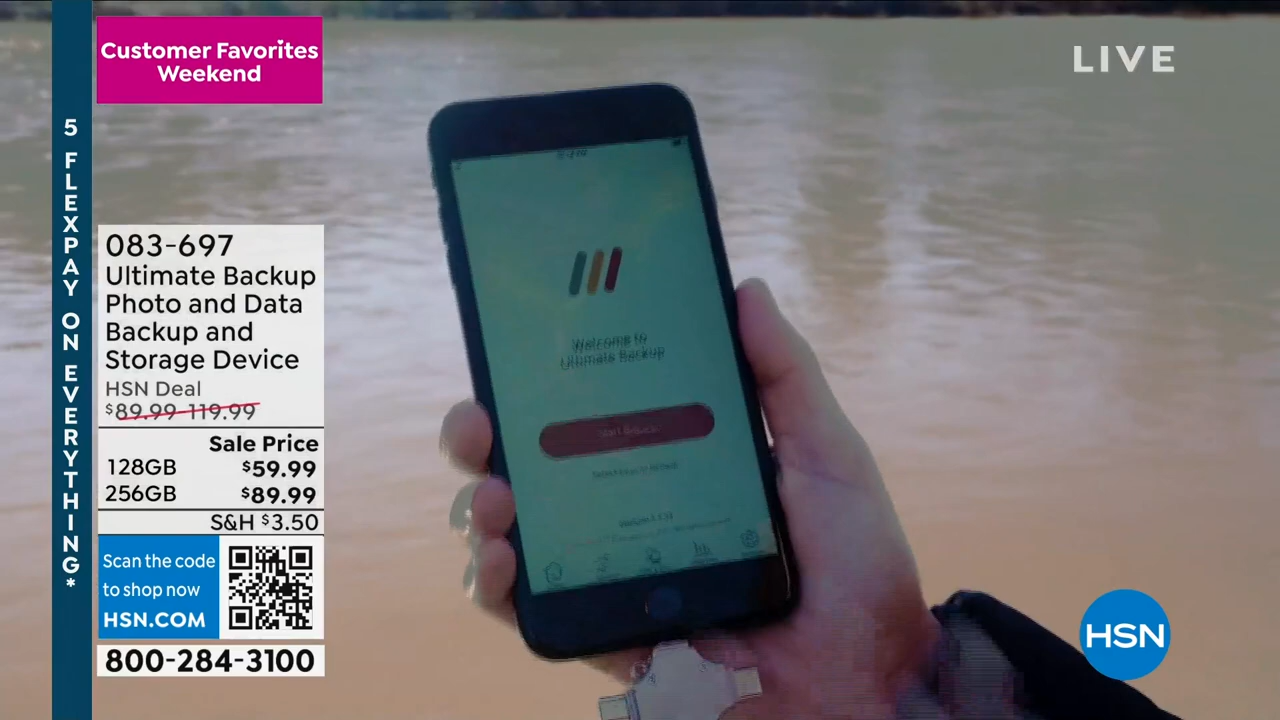 5 FLEXPAY ON EVERYTHING*
Customer Favorites
Weekend
LIVE
083-697
Ultimate Backup
Photo and Data
Backup and
Storage Device
HSN Deal
$89.99-119.99
Sale Price
128GB $59.99
256GB $89.99
S&H $3.50
Scan the code
to shop now
HSN.COM
800-284-3100
Welcome to
Ultimate Backup
HSN